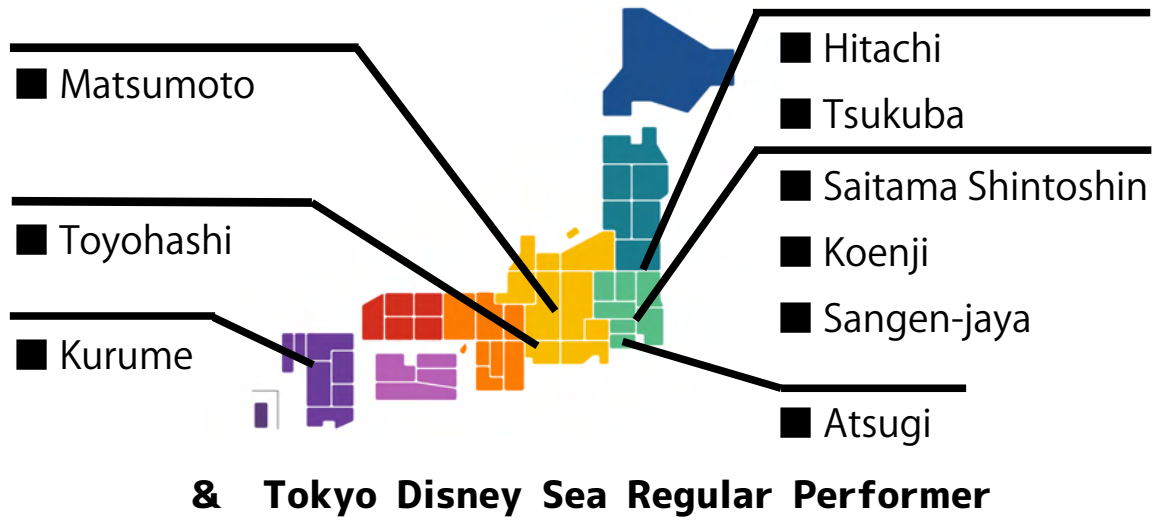 ■ Matsumoto
■ Toyohashi
■ Kurume
■ Hitachi
■ Tsukuba
■ Saitama Shintoshin
■ Koenji
■ Sangen-jaya
■ Atsugi
& Tokyo Disney Sea Regular Performer